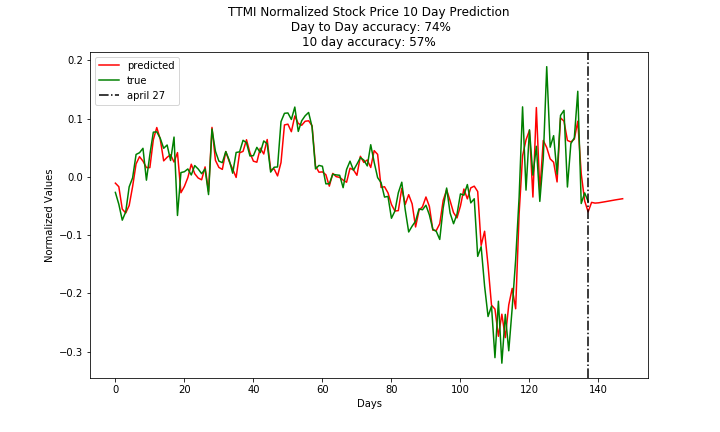 TTMI Normalized Stock Price 10 Day Prediction
Day to Day accuracy: 74%
10 day accuracy: 57%
predicted
true
april 27
Normalized Values
0.2
0.1
0.0
−0.1
−0.2
−0.3
0 20 40 60 80 100 120 140
Days